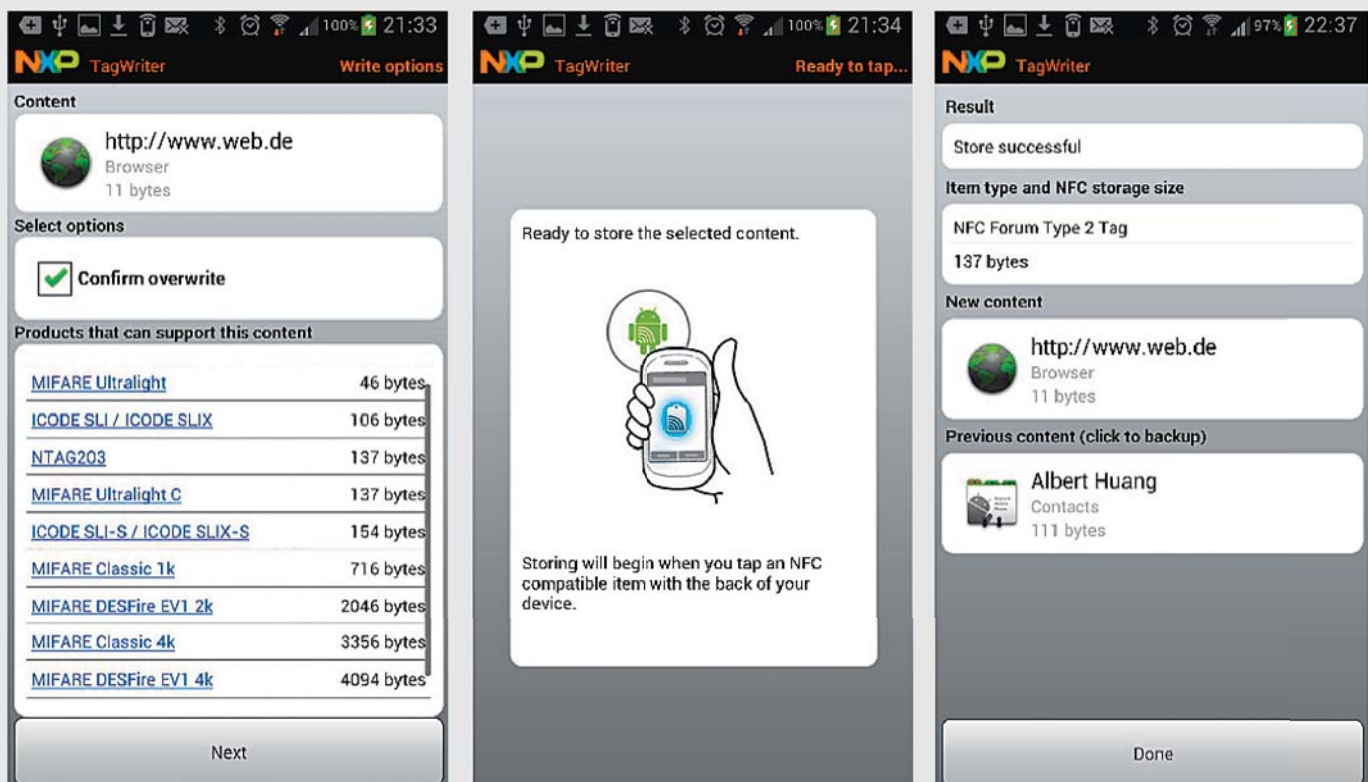 100% 21:33
NXP TagWriter Write options
Content
http://www.web.de
Browser
11 bytes
Select options
Confirm overwrite
Products that can support this content
MIFARE Ultralight 46 bytes
ICODE SLI / ICODE SLIX 106 bytes
NTAG203 137 bytes
MIFARE Ultralight C 137 bytes
ICODE SLI-S / ICODE SLIX-S 154 bytes
MIFARE Classic 1k 716 bytes
MIFARE DESFire EV1 2k 2046 bytes
MIFARE Classic 4k 3356 bytes
MIFARE DESFire EV1 4k 4094 bytes
Next
100% 21:34
NXP TagWriter Ready to tap...
Ready to store the selected content.
Storing will begin when you tap an NFC
compatible item with the back of your
device.
97% 22:37
NXP TagWriter
Result
Store successful
Item type and NFC storage size
NFC Forum Type 2 Tag
137 bytes
New content
http://www.web.de
Browser
11 bytes
Previous content (click to backup)
Albert Huang
Contacts
111 bytes
Done